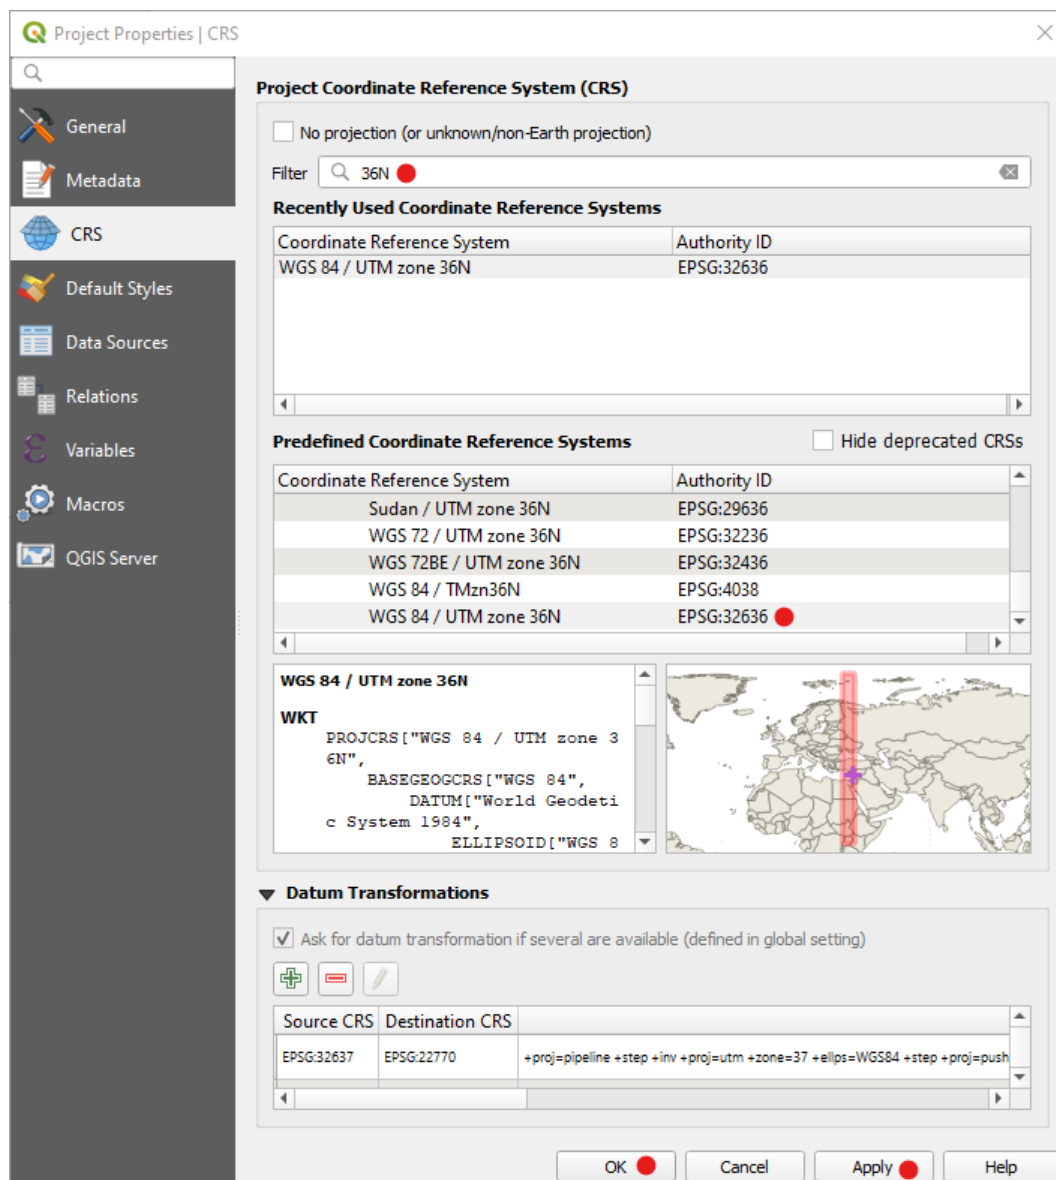 Project Properties | CRS
General
Metadata
CRS
Default Styles
Data Sources
Relations
Variables
Macros
QGIS Server
Project Coordinate Reference System (CRS)
No projection (or unknown/non-Earth projection)
Filter 36N
Recently Used Coordinate Reference Systems
Coordinate Reference System Authority ID
WGS 84 / UTM zone 36N EPSG:32636
Predefined Coordinate Reference Systems Hide deprecated CRSs
Coordinate Reference System Authority ID
Sudan / UTM zone 36N EPSG:29636
WGS 72 / UTM zone 36N EPSG:32236
WGS 72BE / UTM zone 36N EPSG:32436
WGS 84 / TMzn36N EPSG:4038
WGS 84 / UTM zone 36N EPSG:32636
WGS 84 / UTM zone 36N
WKT
PROJCRS["WGS 84 / UTM zone 3
6N",
BASEGEOGCRS["WGS 84",
DATUM["World Geodeti
c System 1984",
ELLIPSOID["WGS 8
Datum Transformations
Ask for datum transformation if several are available (defined in global setting)
Source CRS Destination CRS
EPSG:32637 EPSG:22770 +proj=pipeline +step +inv +proj=utm +zone=37 +ellps=WGS84 +step +proj=push
OK Cancel Apply Help